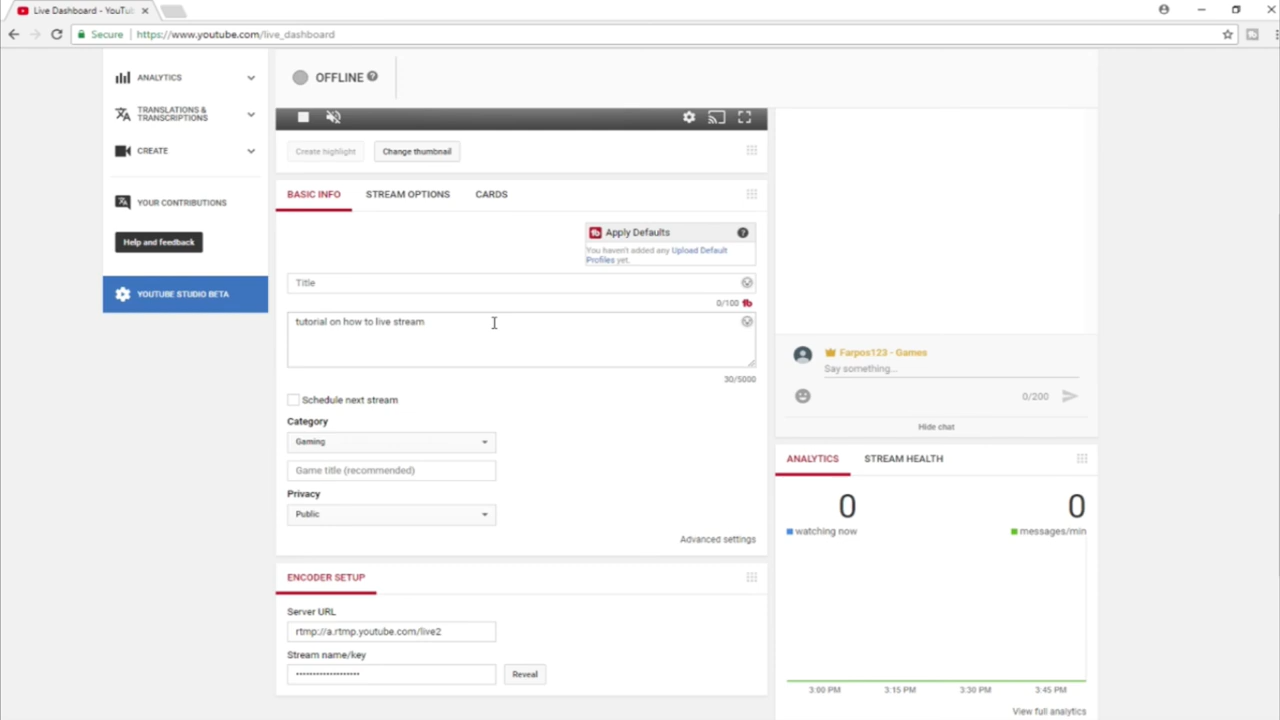 Live Dashboard - YouTu
Secure
https://www.youtube.com/live_dashboard
ANALYTICS
TRANSLATIONS &
TRANSCRIPTIONS
CREATE
YOUR CONTRIBUTIONS
Help and feedback
YOUTUBE STUDIO BETA
OFFLINE ?
Create highlight
Change thumbnail
BASIC INFO
STREAM OPTIONS
CARDS
Apply Defaults ?
You haven't added any Upload Default
Profiles yet.
Title
0/100
tutorial on how to live stream
30/5000
Schedule next stream
Category
Gaming
Game title (recommended)
Privacy
Public
Advanced settings
ENCODER SETUP
Server URL
rtmp://a.rtmp.youtube.com/live2
Stream name/key
••••••••••••••••••••
Reveal
Farpos123 - Games
Say something...
0/200
Hide chat
ANALYTICS
STREAM HEALTH
0
0
watching now
messages/min
3:00 PM
3:15 PM
3:30 PM
3:45 PM
View full analytics